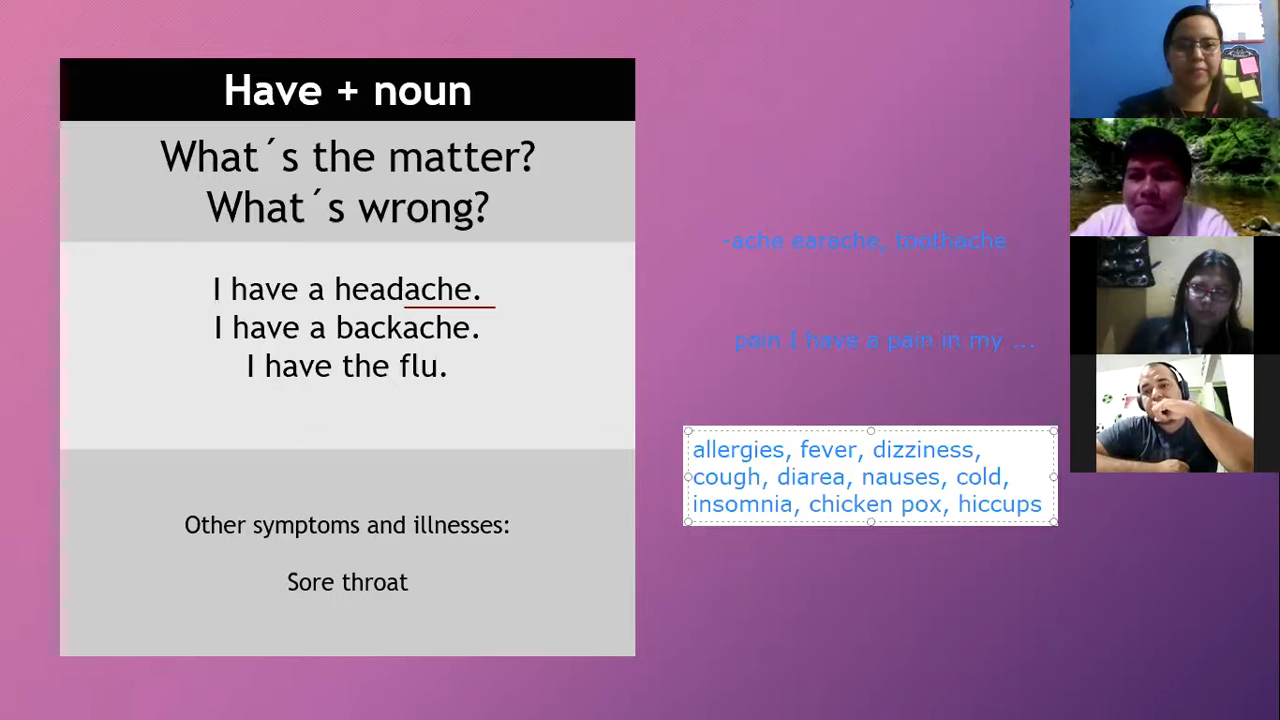 Have + noun
What´s the matter?
What´s wrong?
I have a headache.
I have a backache.
I have the flu.
Other symptoms and illnesses:
Sore throat
-ache earache, toothache
pain I have a pain in my ...
allergies, fever, dizziness,
cough, diarea, nauses, cold,
insomnia, chicken pox, hiccups